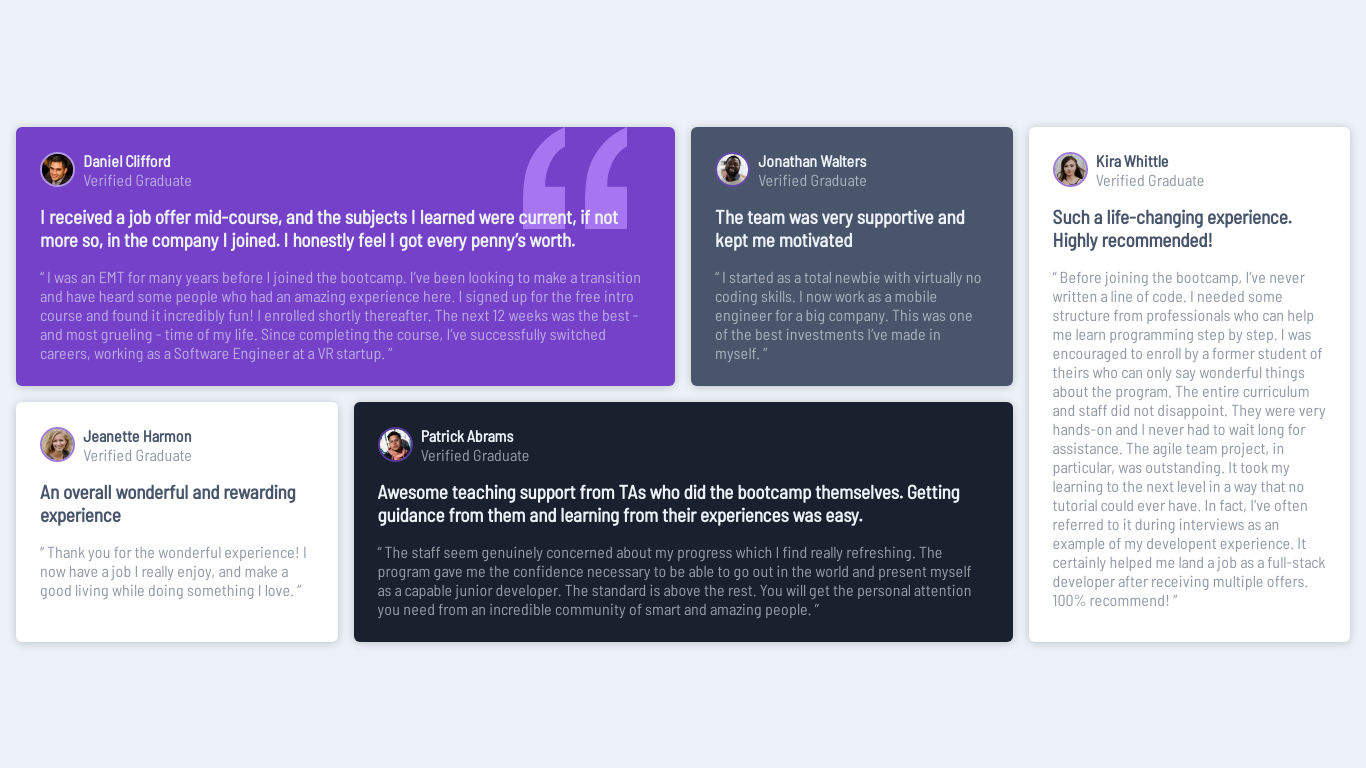 Daniel Clifford
Verified Graduate
I received a job offer mid-course, and the subjects I learned were current, if not
more so, in the company I joined. I honestly feel I got every penny’s worth.
“ I was an EMT for many years before I joined the bootcamp. I’ve been looking to make a transition
and have heard some people who had an amazing experience here. I signed up for the free intro
course and found it incredibly fun! I enrolled shortly thereafter. The next 12 weeks was the best -
and most grueling - time of my life. Since completing the course, I’ve successfully switched
careers, working as a Software Engineer at a VR startup. ”
Jonathan Walters
Verified Graduate
The team was very supportive and
kept me motivated
“ I started as a total newbie with virtually no
coding skills. I now work as a mobile
engineer for a big company. This was one
of the best investments I’ve made in
myself. ”
Kira Whittle
Verified Graduate
Such a life-changing experience.
Highly recommended!
“ Before joining the bootcamp, I’ve never
written a line of code. I needed some
structure from professionals who can help
me learn programming step by step. I was
encouraged to enroll by a former student of
theirs who can only say wonderful things
about the program. The entire curriculum
and staff did not disappoint. They were very
hands-on and I never had to wait long for
assistance. The agile team project, in
particular, was outstanding. It took my
learning to the next level in a way that no
tutorial could ever have. In fact, I’ve often
referred to it during interviews as an
example of my developent experience. It
certainly helped me land a job as a full-stack
developer after receiving multiple offers.
100% recommend! ”
Jeanette Harmon
Verified Graduate
An overall wonderful and rewarding
experience
“ Thank you for the wonderful experience! I
now have a job I really enjoy, and make a
good living while doing something I love. ”
Patrick Abrams
Verified Graduate
Awesome teaching support from TAs who did the bootcamp themselves. Getting
guidance from them and learning from their experiences was easy.
“ The staff seem genuinely concerned about my progress which I find really refreshing. The
program gave me the confidence necessary to be able to go out in the world and present myself
as a capable junior developer. The standard is above the rest. You will get the personal attention
you need from an incredible community of smart and amazing people. ”